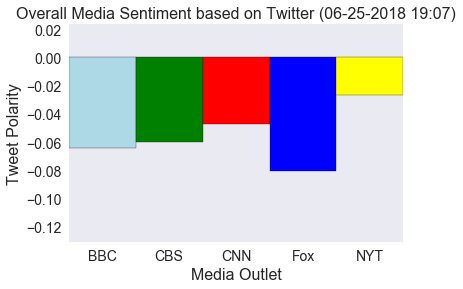 Overall Media Sentiment based on Twitter (06-25-2018 19:07)
0.02
0.00
−0.02
−0.04
−0.06
−0.08
−0.10
−0.12
Tweet Polarity
BBC CBS CNN Fox NYT
Media Outlet